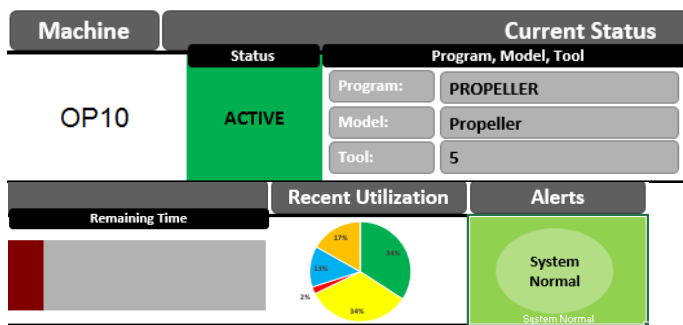 Machine
Current Status
Status
Program, Model, Tool
OP10
ACTIVE
Program:
PROPELLER
Model:
Propeller
Tool:
5
Recent Utilization
Alerts
Remaining Time
17%
34%
13%
2%
34%
System
Normal
System Normal